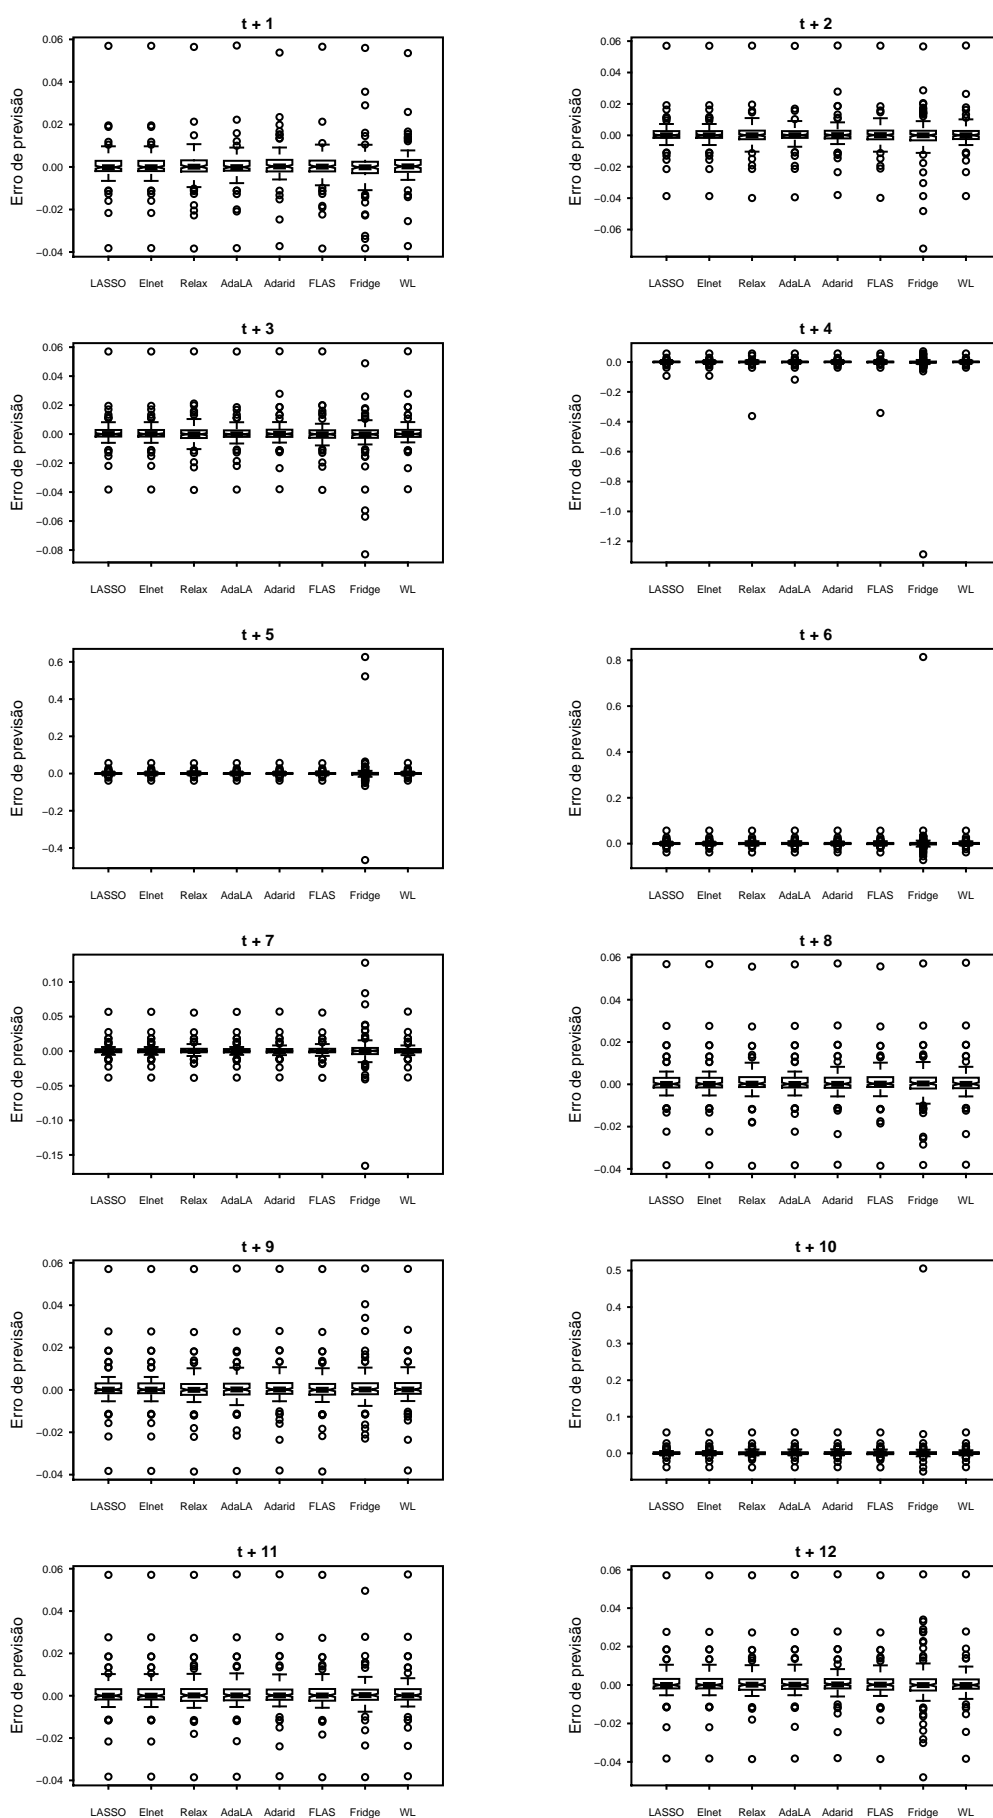 t + 1
Erro de previsão
0.06
0.04
0.02
0.00
−0.02
−0.04
LASSO Elnet Relax AdaLA Adarid FLAS Fridge WL
t + 2
Erro de previsão
0.06
0.04
0.02
0.00
−0.02
−0.04
−0.06
LASSO Elnet Relax AdaLA Adarid FLAS Fridge WL
t + 3
Erro de previsão
0.06
0.04
0.02
0.00
−0.02
−0.04
−0.06
−0.08
LASSO Elnet Relax AdaLA Adarid FLAS Fridge WL
t + 4
Erro de previsão
0.0
−0.2
−0.4
−0.6
−0.8
−1.0
−1.2
LASSO Elnet Relax AdaLA Adarid FLAS Fridge WL
t + 5
Erro de previsão
0.6
0.4
0.2
0.0
−0.2
−0.4
LASSO Elnet Relax AdaLA Adarid FLAS Fridge WL
t + 6
Erro de previsão
0.8
0.6
0.4
0.2
0.0
LASSO Elnet Relax AdaLA Adarid FLAS Fridge WL
t + 7
Erro de previsão
0.10
0.05
0.00
−0.05
−0.10
−0.15
LASSO Elnet Relax AdaLA Adarid FLAS Fridge WL
t + 8
Erro de previsão
0.06
0.04
0.02
0.00
−0.02
−0.04
LASSO Elnet Relax AdaLA Adarid FLAS Fridge WL
t + 9
Erro de previsão
0.06
0.04
0.02
0.00
−0.02
−0.04
LASSO Elnet Relax AdaLA Adarid FLAS Fridge WL
t + 10
Erro de previsão
0.5
0.4
0.3
0.2
0.1
0.0
LASSO Elnet Relax AdaLA Adarid FLAS Fridge WL
t + 11
Erro de previsão
0.06
0.04
0.02
0.00
−0.02
−0.04
LASSO Elnet Relax AdaLA Adarid FLAS Fridge WL
t + 12
Erro de previsão
0.06
0.04
0.02
0.00
−0.02
−0.04
LASSO Elnet Relax AdaLA Adarid FLAS Fridge WL